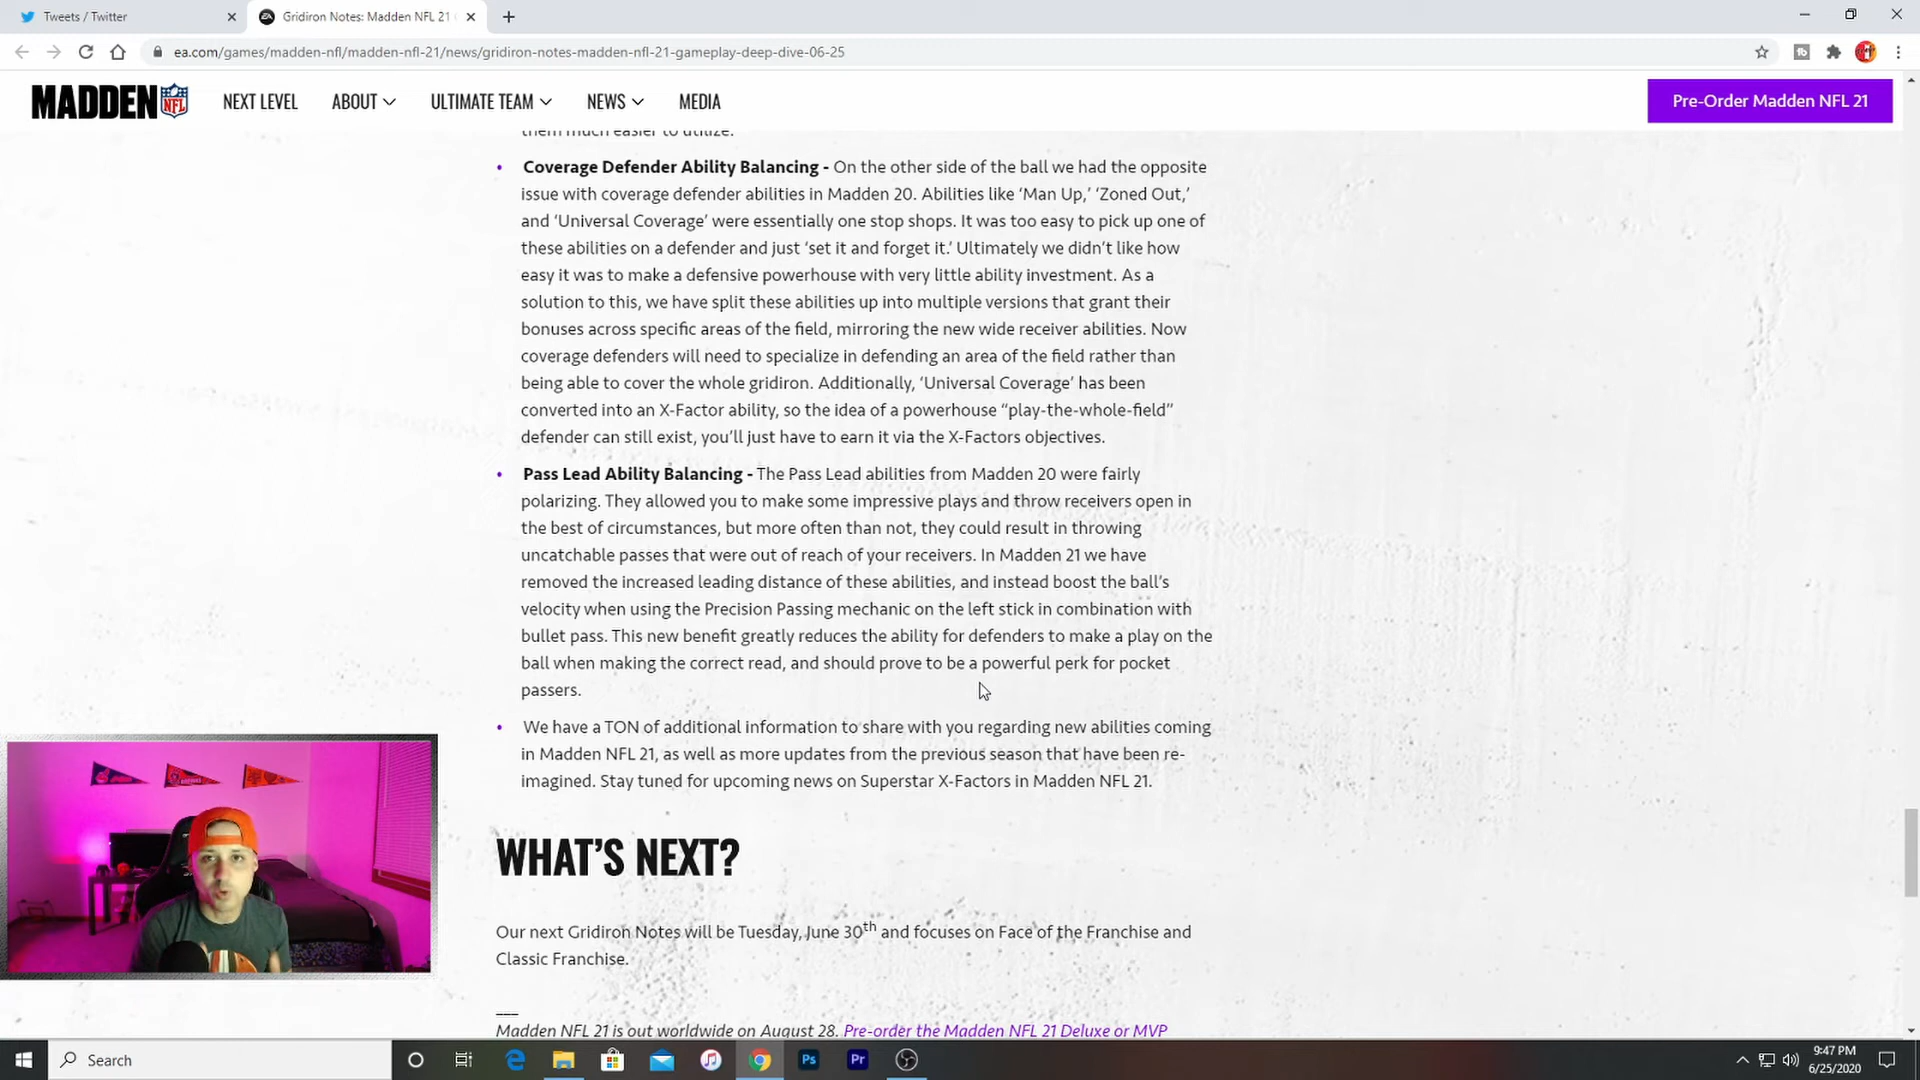 Tweets / Twitter
Gridiron Notes: Madden NFL 21
ea.com/games/madden-nfl/madden-nfl-21/news/gridiron-notes-madden-nfl-21-gameplay-deep-dive-06-25
MADDEN NFL
NEXT LEVEL
ABOUT
ULTIMATE TEAM
NEWS
MEDIA
Pre-Order Madden NFL 21
them much easier to utilize.
• Coverage Defender Ability Balancing - On the other side of the ball we had the opposite
issue with coverage defender abilities in Madden 20. Abilities like ‘Man Up,’ ‘Zoned Out,’
and ‘Universal Coverage’ were essentially one stop shops. It was too easy to pick up one of
these abilities on a defender and just ‘set it and forget it.’ Ultimately we didn’t like how
easy it was to make a defensive powerhouse with very little ability investment. As a
solution to this, we have split these abilities up into multiple versions that grant their
bonuses across specific areas of the field, mirroring the new wide receiver abilities. Now
coverage defenders will need to specialize in defending an area of the field rather than
being able to cover the whole gridiron. Additionally, ‘Universal Coverage’ has been
converted into an X-Factor ability, so the idea of a powerhouse “play-the-whole-field”
defender can still exist, you’ll just have to earn it via the X-Factors objectives.
• Pass Lead Ability Balancing - The Pass Lead abilities from Madden 20 were fairly
polarizing. They allowed you to make some impressive plays and throw receivers open in
the best of circumstances, but more often than not, they could result in throwing
uncatchable passes that were out of reach of your receivers. In Madden 21 we have
removed the increased leading distance of these abilities, and instead boost the ball’s
velocity when using the Precision Passing mechanic on the left stick in combination with
bullet pass. This new benefit greatly reduces the ability for defenders to make a play on the
ball when making the correct read, and should prove to be a powerful perk for pocket
passers.
• We have a TON of additional information to share with you regarding new abilities coming
in Madden NFL 21, as well as more updates from the previous season that have been re-
imagined. Stay tuned for upcoming news on Superstar X-Factors in Madden NFL 21.
WHAT’S NEXT?
Our next Gridiron Notes will be Tuesday, June 30th and focuses on Face of the Franchise and
Classic Franchise.
___
Madden NFL 21 is out worldwide on August 28. Pre-order the Madden NFL 21 Deluxe or MVP
Search
Ps
Pr
9:47 PM
6/25/2020